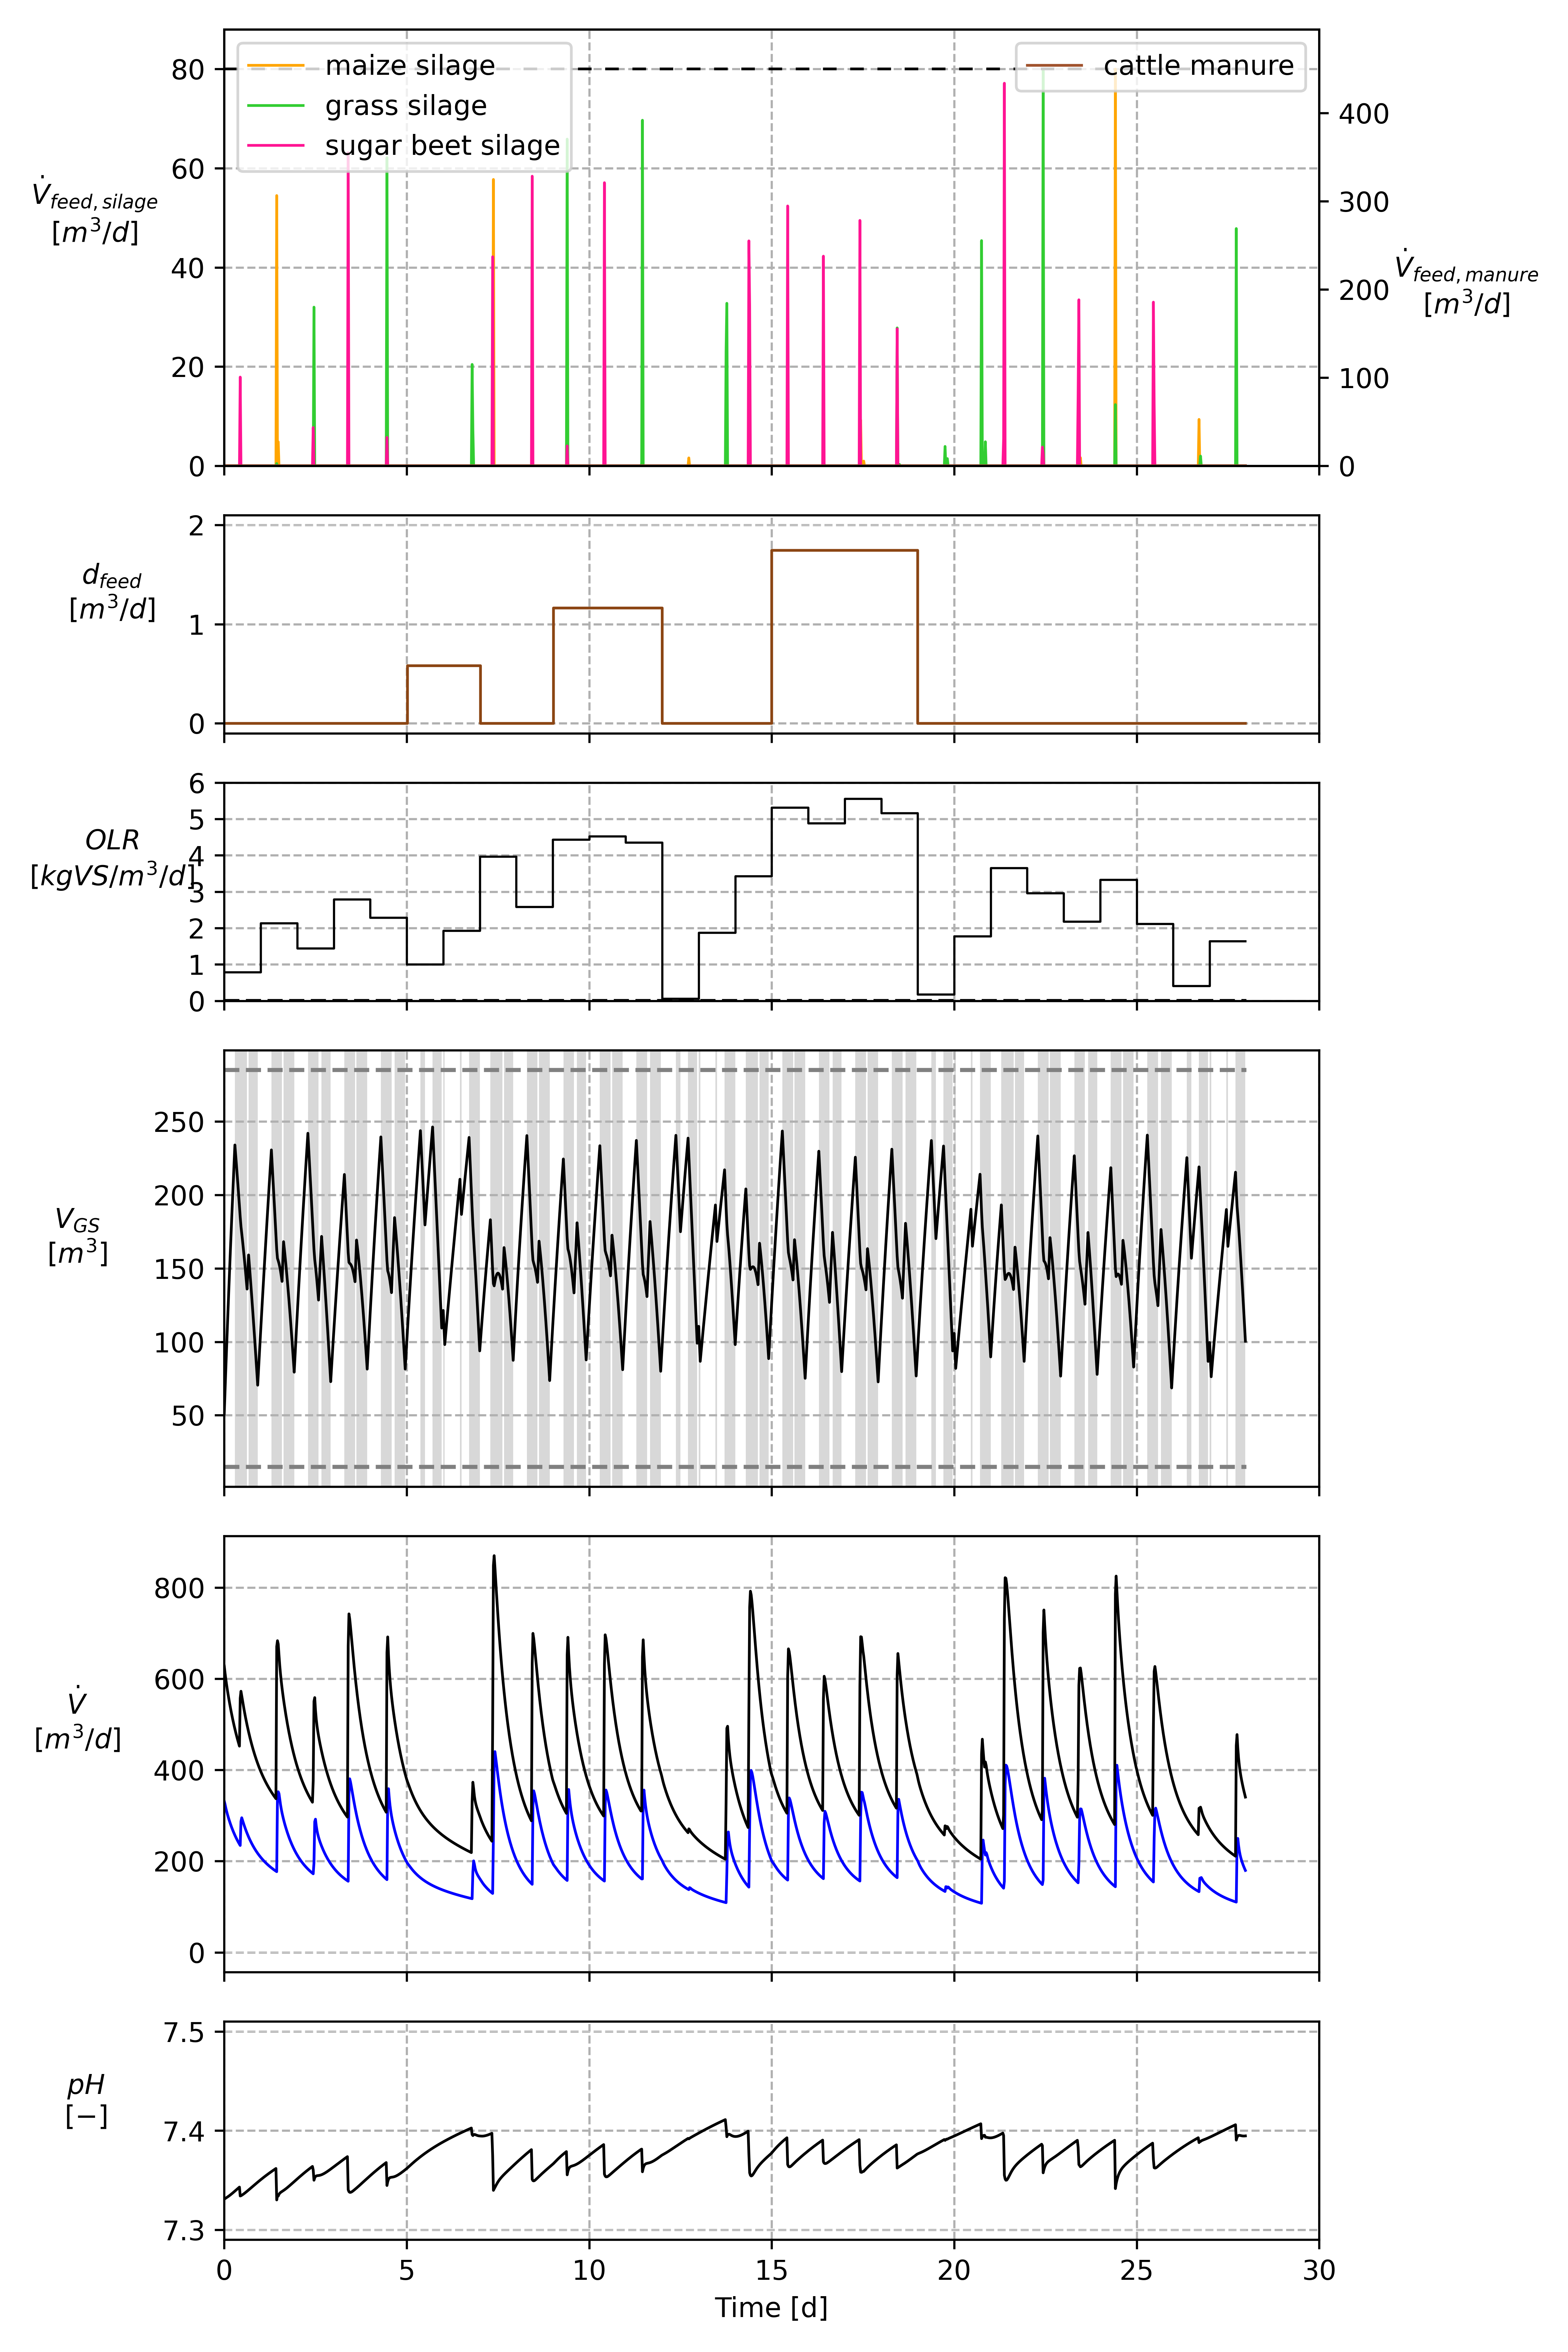 maize silage
grass silage
sugar beet silage
cattle manure
80
60
40
20
0
400
300
200
100
0
V̇feed, silage
[m³/d]
V̇feed, manure
[m³/d]
2
1
0
dfeed
[m³/d]
6
5
4
3
2
1
0
OLR
[kgVS/m³/d]
250
200
150
100
50
VGS
[m³]
800
600
400
200
0
V̇
[m³/d]
7.5
7.4
7.3
pH
[−]
0 5 10 15 20 25 30
Time [d]